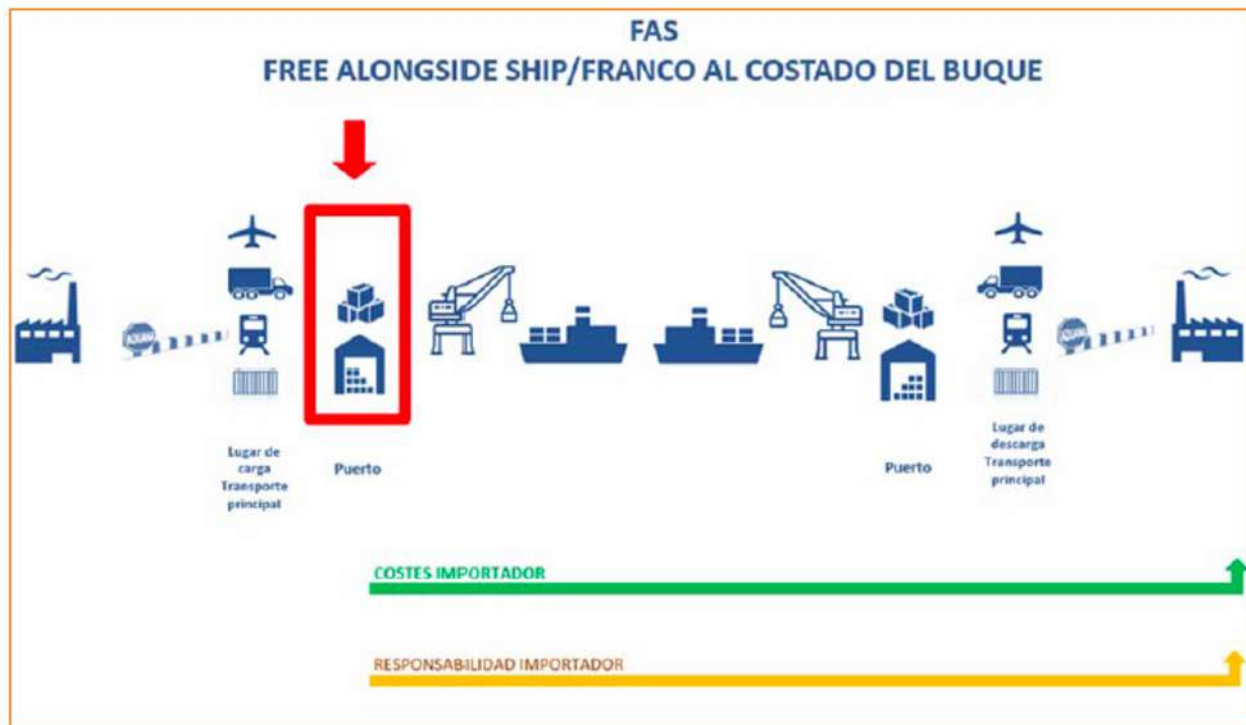 FAS
FREE ALONGSIDE SHIP/FRANCO AL COSTADO DEL BUQUE
Lugar de
carga
Transporte
principal
Puerto
Puerto
Lugar de
descarga
Transporte
principal
COSTES IMPORTADOR
RESPONSABILIDAD IMPORTADOR